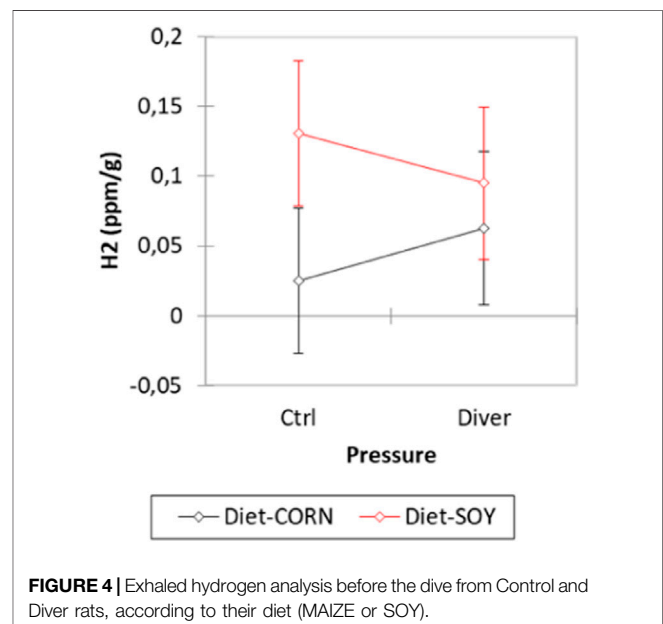 0,2
0,15
0,1
0,05
0
-0,05
H2 (ppm/g)
Ctrl Diver
Pressure
Diet-CORN Diet-SOY
FIGURE 4 | Exhaled hydrogen analysis before the dive from Control and
Diver rats, according to their diet (MAIZE or SOY).